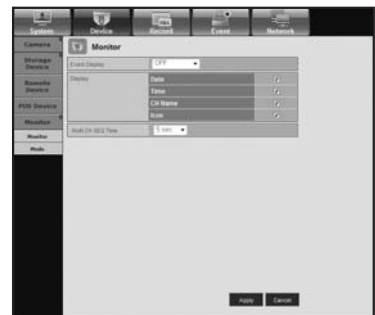 System Device Record Event Network
Camera
Monitor
Storage
Device
Event Display OFF
Remote
Device
Display Date
Time
POS Device
CH Name
Monitor
Icon
Multi CH SEQ Time 5 sec
Monitor
Mode
Apply Cancel